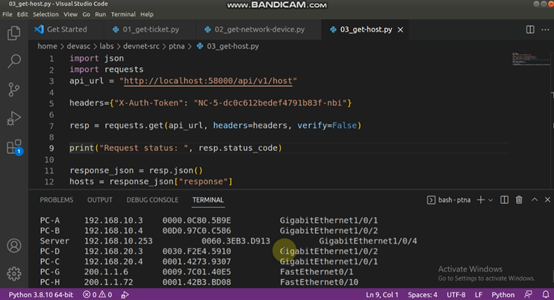 www.BANDICAM.com
03_get-host.py - Visual Studio Code
File Edit Selection View Go Run Terminal Help
Get Started 01_get-ticket.py 02_get-network-device.py 03_get-host.py ×
home > devasc > labs > devnet-src > ptna > 03_get-host.py
1 import json
2 import requests
3 api_url = "http://localhost:58000/api/v1/host"
4
5 headers={"X-Auth-Token": "NC-5-dc0c612bedef4791b83f-nbi"}
6
7 resp = requests.get(api_url, headers=headers, verify=False)
8
9 print("Request status: ", resp.status_code)
10
11 response_json = resp.json()
12 hosts = response_json["response"]
PROBLEMS OUTPUT DEBUG CONSOLE TERMINAL bash - ptna
PC-A 192.168.10.3 0000.0CB0.5B9E GigabitEthernet1/0/1
PC-B 192.168.10.4 00D0.97C0.C586 GigabitEthernet1/0/2
Server 192.168.10.253 0060.3EB3.D913 GigabitEthernet1/0/4
PC-D 192.168.20.3 0030.F2E4.5910 GigabitEthernet1/0/2
PC-C 192.168.20.4 0001.4273.9307 GigabitEthernet1/0/1
PC-G 200.1.1.6 0009.7C01.40E5 FastEthernet0/1
PC-H 200.1.1.72 0001.42B3.BD08 FastEthernet0/10
Activate Windows
Go to Settings to activate Windows.
Python 3.8.10 64-bit 0 0 Ln 9, Col 1 Spaces: 4 UTF-8 LF Python